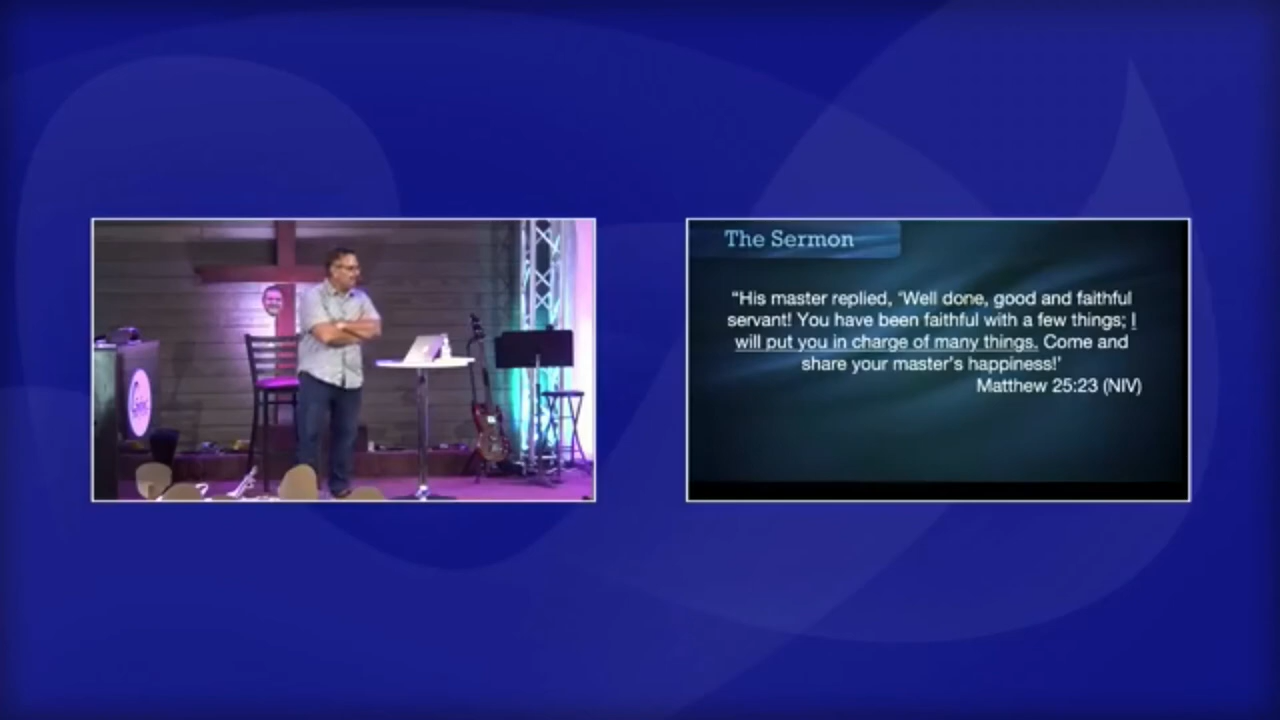 The Sermon
“His master replied, ‘Well done, good and faithful
servant! You have been faithful with a few things; I
will put you in charge of many things. Come and
share your master’s happiness!’
Matthew 25:23 (NIV)